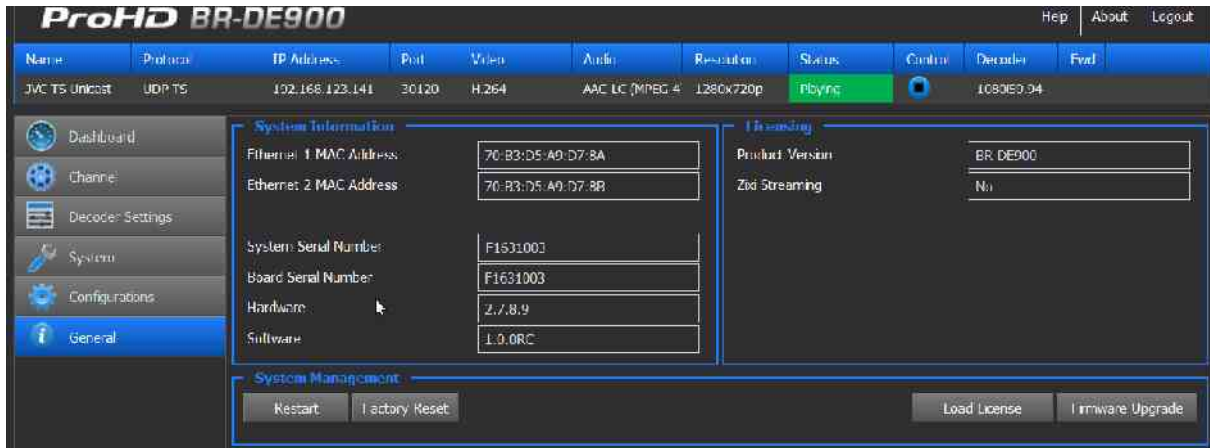 ProHD BR-DE900
Help About Logout
Name Protocol IP Address Port Video Audio Resolution Status Control Decoder Fwd
JVC TS Unicast UDP TS 192.168.123.141 30120 H.264 AAC LC (MPEG 4 1280x720p Playing 1080i59.94
Dashboard
Channel
Decoder Settings
System
Configurations
General
System Information
Ethernet 1 MAC Address 70:B3:D5:A9:D7:8A
Ethernet 2 MAC Address 70:B3:D5:A9:D7:8B
System Serial Number F1631003
Board Serial Number F1631003
Hardware 2.7.8.9
Software 1.0.0RC
Licensing
Product Version BR-DE900
Zixi Streaming No
System Management
Restart Factory Reset Load License Firmware Upgrade